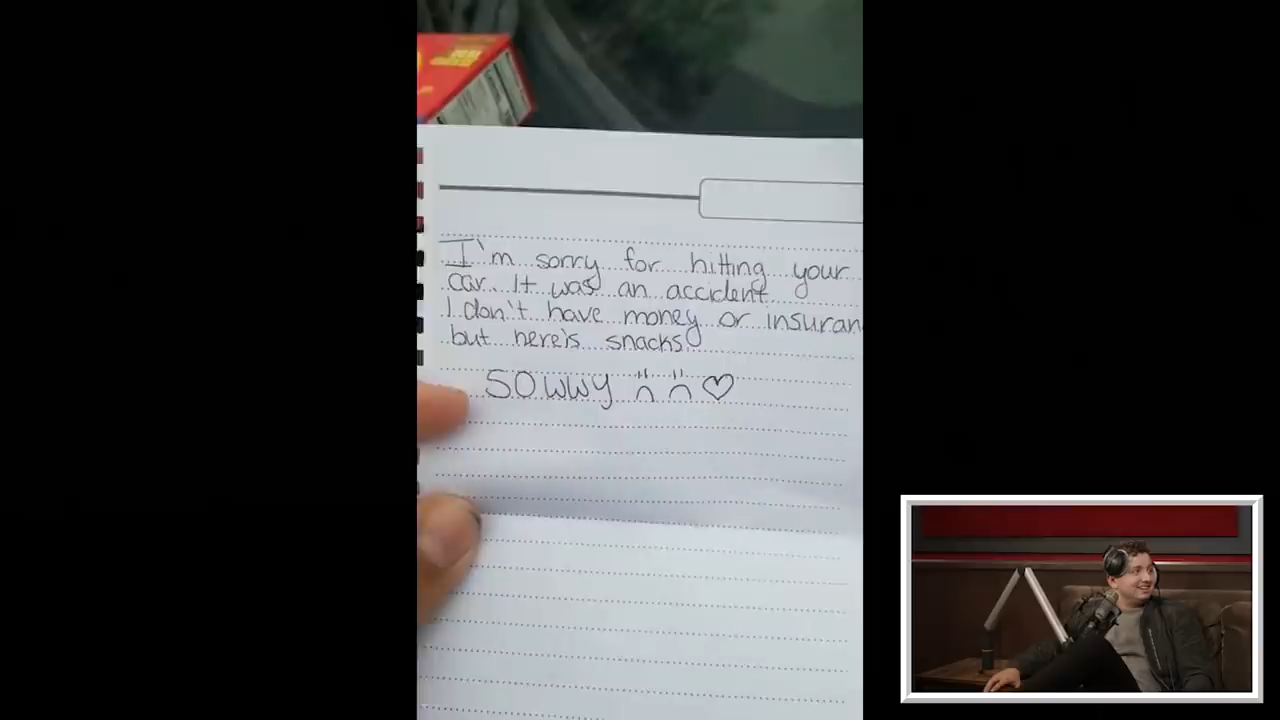 I'm sorry for hitting your
car. It was an accident.
I don't have money or insuran
but here's snacks
SOWWY :( :( ♡